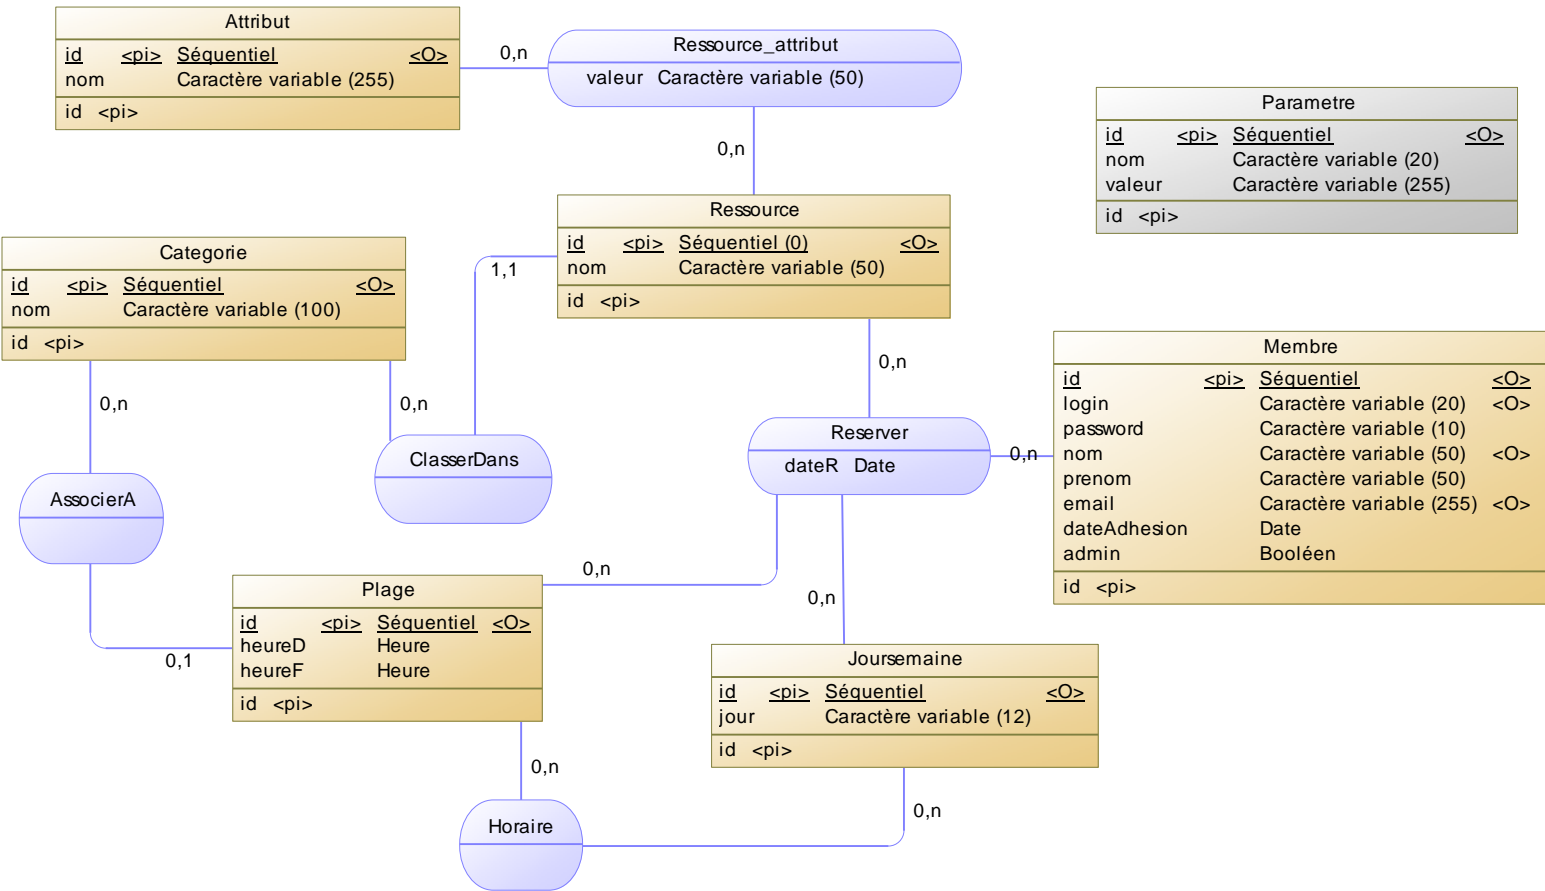 Attribut
id <pi> Séquentiel <O>
nom Caractère variable (255)
id <pi>
0,n
Ressource_attribut
valeur Caractère variable (50)
0,n
Parametre
id <pi> Séquentiel <O>
nom Caractère variable (20)
valeur Caractère variable (255)
id <pi>
Ressource
id <pi> Séquentiel (0) <O>
nom Caractère variable (50)
id <pi>
1,1
Categorie
id <pi> Séquentiel <O>
nom Caractère variable (100)
id <pi>
0,n
0,n
0,n
Membre
id <pi> Séquentiel <O>
login Caractère variable (20) <O>
password Caractère variable (10)
nom Caractère variable (50) <O>
prenom Caractère variable (50)
email Caractère variable (255) <O>
dateAdhesion Date
admin Booléen
id <pi>
Reserver
dateR Date
0,n
ClasserDans
AssocierA
0,n
0,n
0,1
Plage
id <pi> Séquentiel <O>
heureD Heure
heureF Heure
id <pi>
Joursemaine
id <pi> Séquentiel <O>
jour Caractère variable (12)
id <pi>
0,n
0,n
Horaire